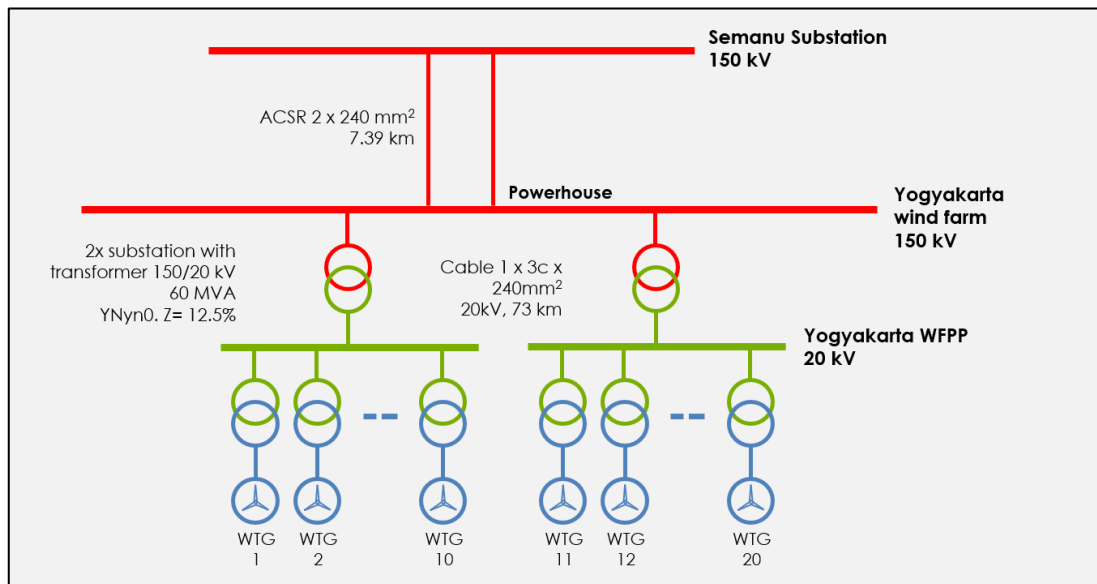 Semanu Substation
150 kV
ACSR 2 x 240 mm²
7.39 km
Powerhouse
Yogyakarta
wind farm
150 kV
2x substation with
transformer 150/20 kV
60 MVA
YNyn0. Z= 12.5%
Cable 1 x 3c x
240mm²
20kV, 73 km
Yogyakarta WFPP
20 kV
WTG
1
WTG
2
WTG
10
WTG
11
WTG
12
WTG
20